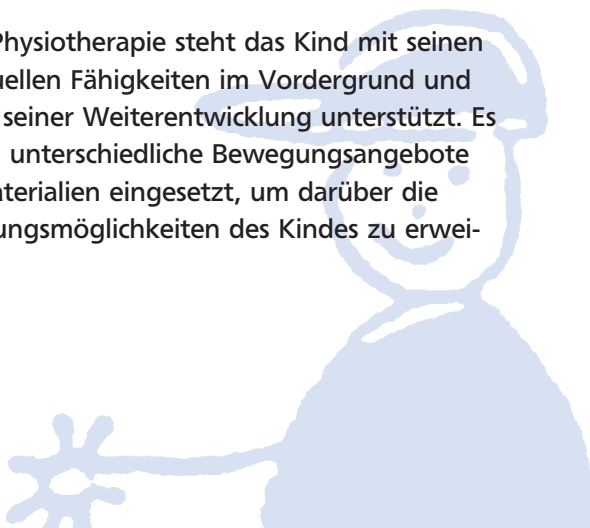 Physiotherapie steht das Kind mit seinen
uellen Fähigkeiten im Vordergrund und
seiner Weiterentwicklung unterstützt. Es
unterschiedliche Bewegungsangebote
aterialien eingesetzt, um darüber die
ungsmöglichkeiten des Kindes zu erwei-